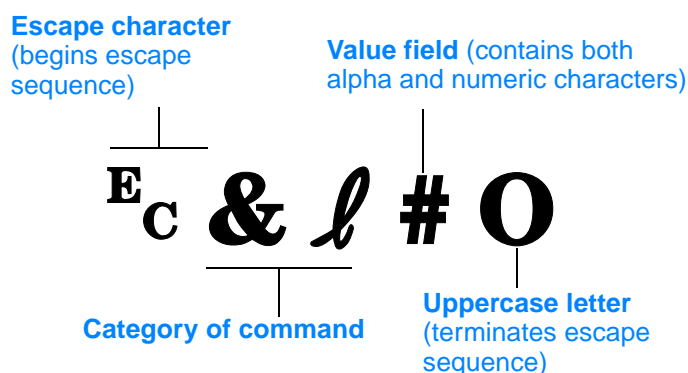 Escape character
(begins escape
sequence)
Value field (contains both
alpha and numeric characters)
EC & ℓ # O
Category of command
Uppercase letter
(terminates escape
sequence)